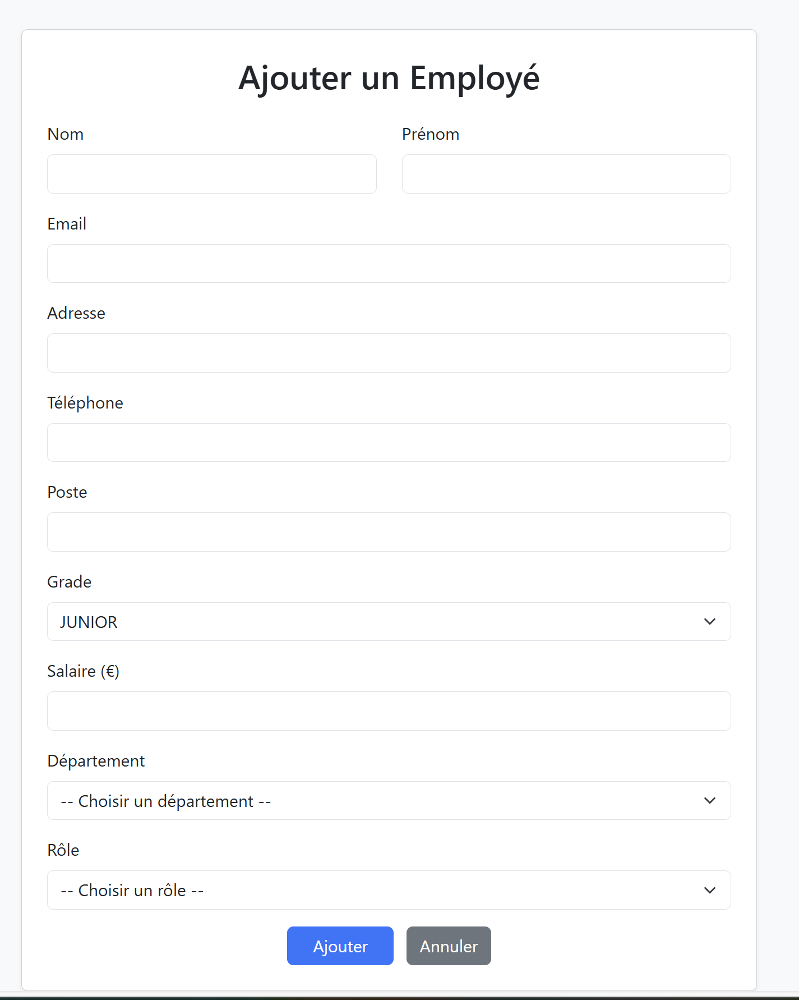 Ajouter un Employé
Nom
Prénom
Email
Adresse
Téléphone
Poste
Grade
JUNIOR
Salaire (€)
Département
-- Choisir un département --
Rôle
-- Choisir un rôle --
Ajouter
Annuler